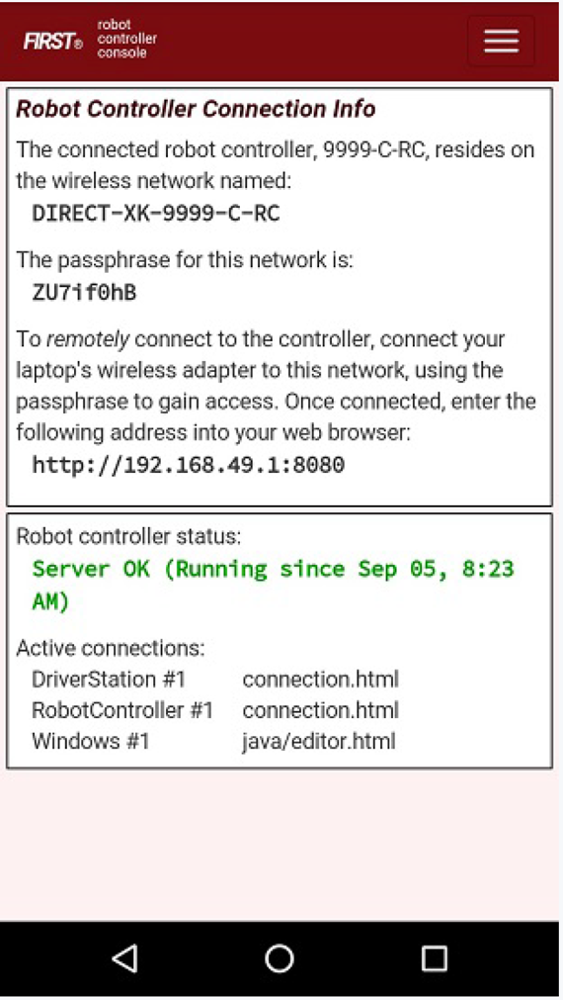 FIRST®
robot
controller
console
Robot Controller Connection Info
The connected robot controller, 9999-C-RC, resides on
the wireless network named:
DIRECT-XK-9999-C-RC
The passphrase for this network is:
ZU7if0hB
To remotely connect to the controller, connect your
laptop's wireless adapter to this network, using the
passphrase to gain access. Once connected, enter the
following address into your web browser:
http://192.168.49.1:8080
Robot controller status:
Server OK (Running since Sep 05, 8:23
AM)
Active connections:
DriverStation #1 connection.html
RobotController #1 connection.html
Windows #1 java/editor.html